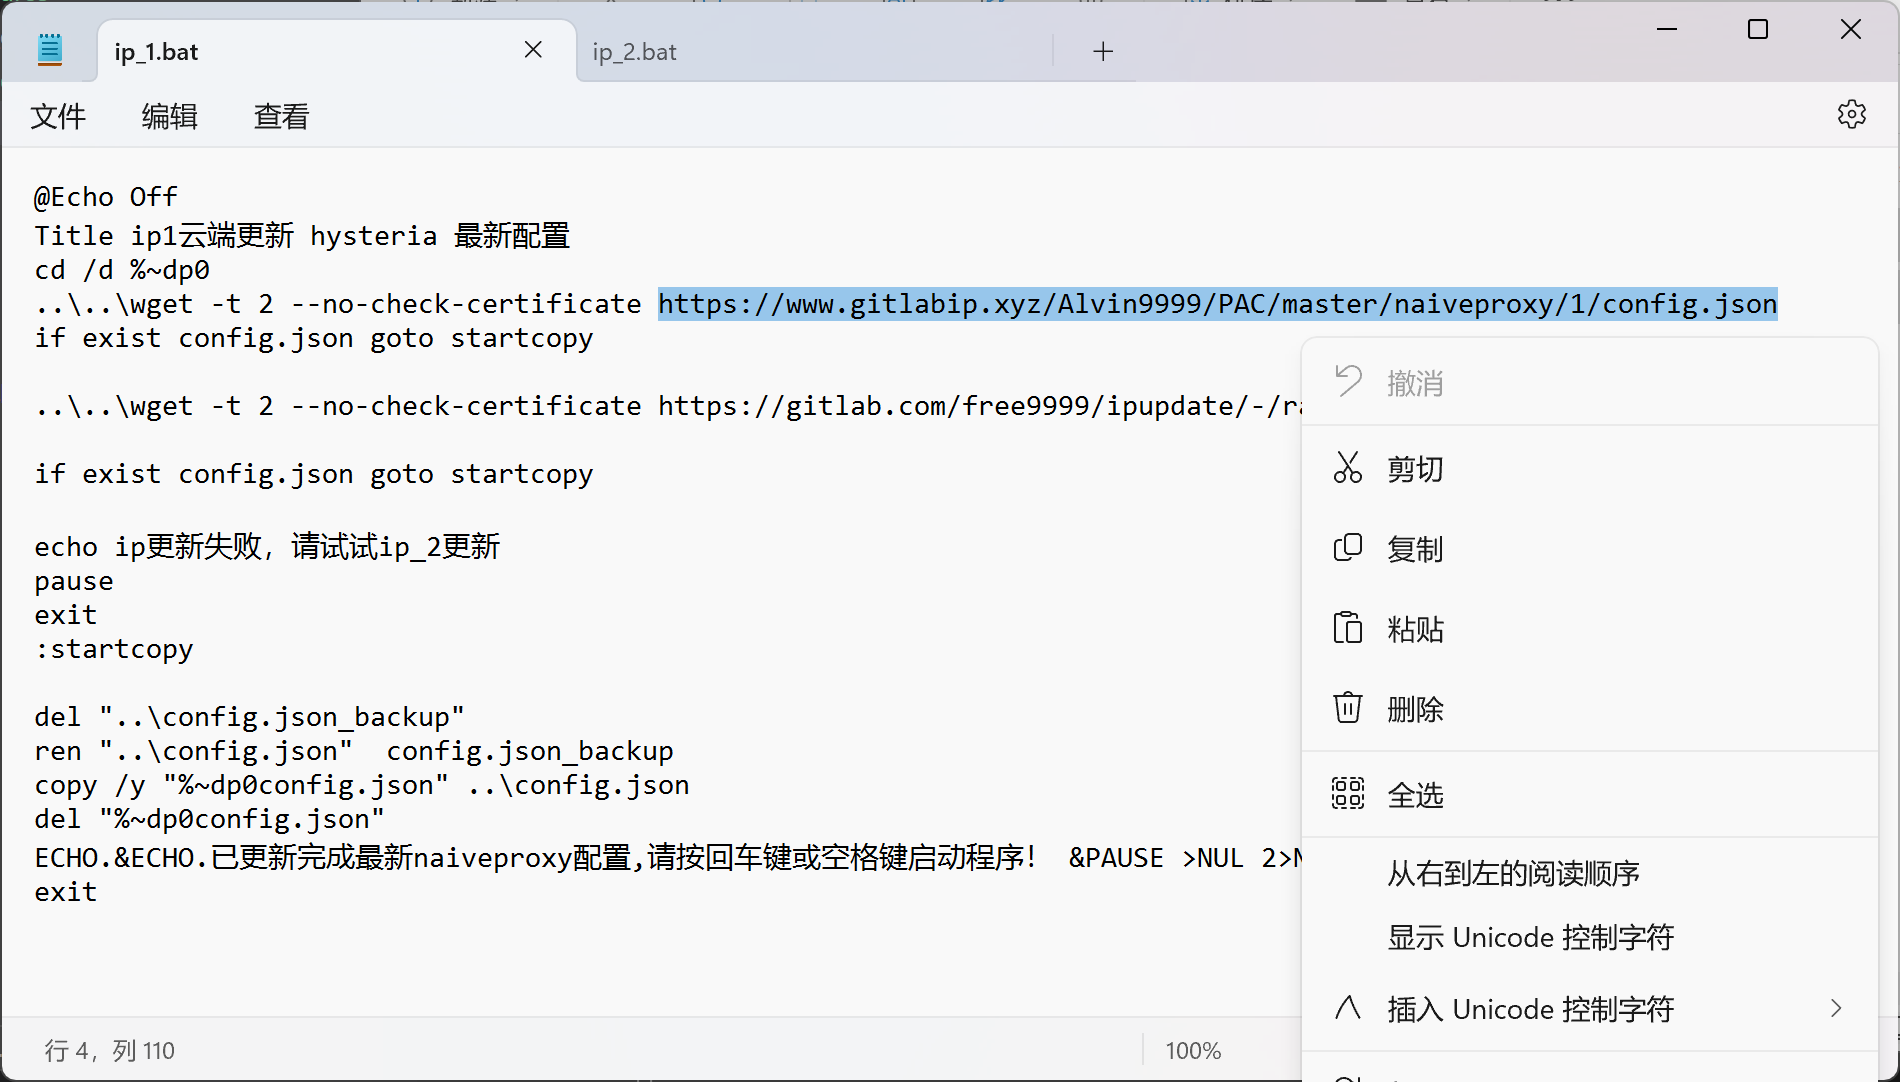 ip_1.bat
ip_2.bat
文件 编辑 查看
@Echo Off
Title ip1云端更新 hysteria 最新配置
cd /d %~dp0
..\..\wget -t 2 --no-check-certificate https://www.gitlabip.xyz/Alvin9999/PAC/master/naiveproxy/1/config.json
if exist config.json goto startcopy
..\..\wget -t 2 --no-check-certificate https://gitlab.com/free9999/ipupdate/-/ra
if exist config.json goto startcopy
echo ip更新失败，请试试ip_2更新
pause
exit
:startcopy
del "..\config.json_backup"
ren "..\config.json"  config.json_backup
copy /y "%~dp0config.json" ..\config.json
del "%~dp0config.json"
ECHO.&ECHO.已更新完成最新naiveproxy配置,请按回车键或空格键启动程序！ &PAUSE >NUL 2>N
exit
撤消
剪切
复制
粘贴
删除
全选
从右到左的阅读顺序
显示 Unicode 控制字符
插入 Unicode 控制字符
行 4，列 110
100%